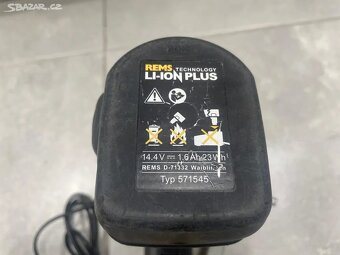 SBAZAR.CZ
REMS TECHNOLOGY
LI-ION PLUS
14.4V⎓ 1.6Ah 23Wh
REMS D-71332 Waiblingen
Typ 571545